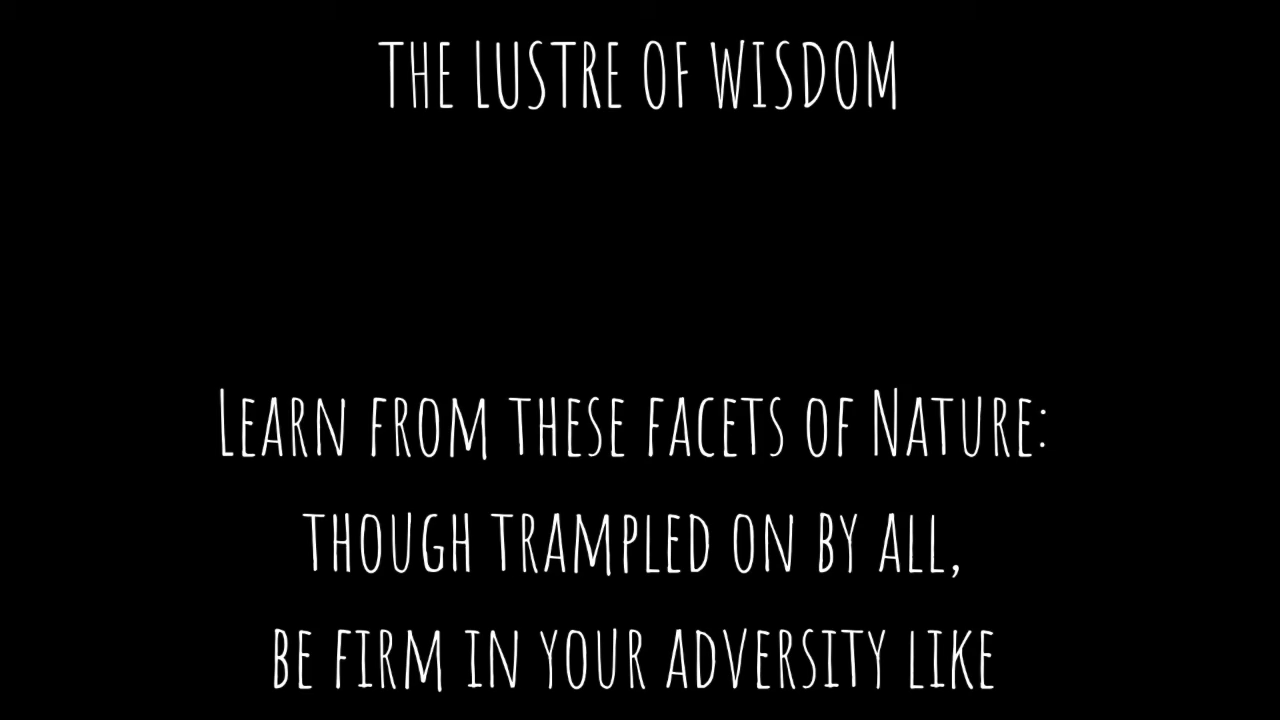 THE LUSTRE OF WISDOM
LEARN FROM THESE FACETS OF NATURE:
THOUGH TRAMPLED ON BY ALL,
BE FIRM IN YOUR ADVERSITY LIKE